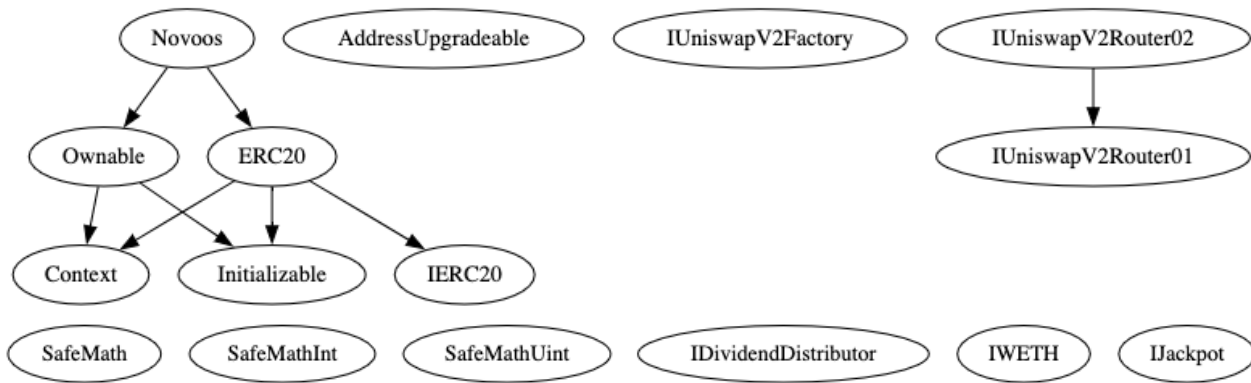 Novoos
AddressUpgradeable
IUniswapV2Factory
IUniswapV2Router02
Ownable
ERC20
IUniswapV2Router01
Context
Initializable
IERC20
SafeMath
SafeMathInt
SafeMathUint
IDividendDistributor
IWETH
IJackpot